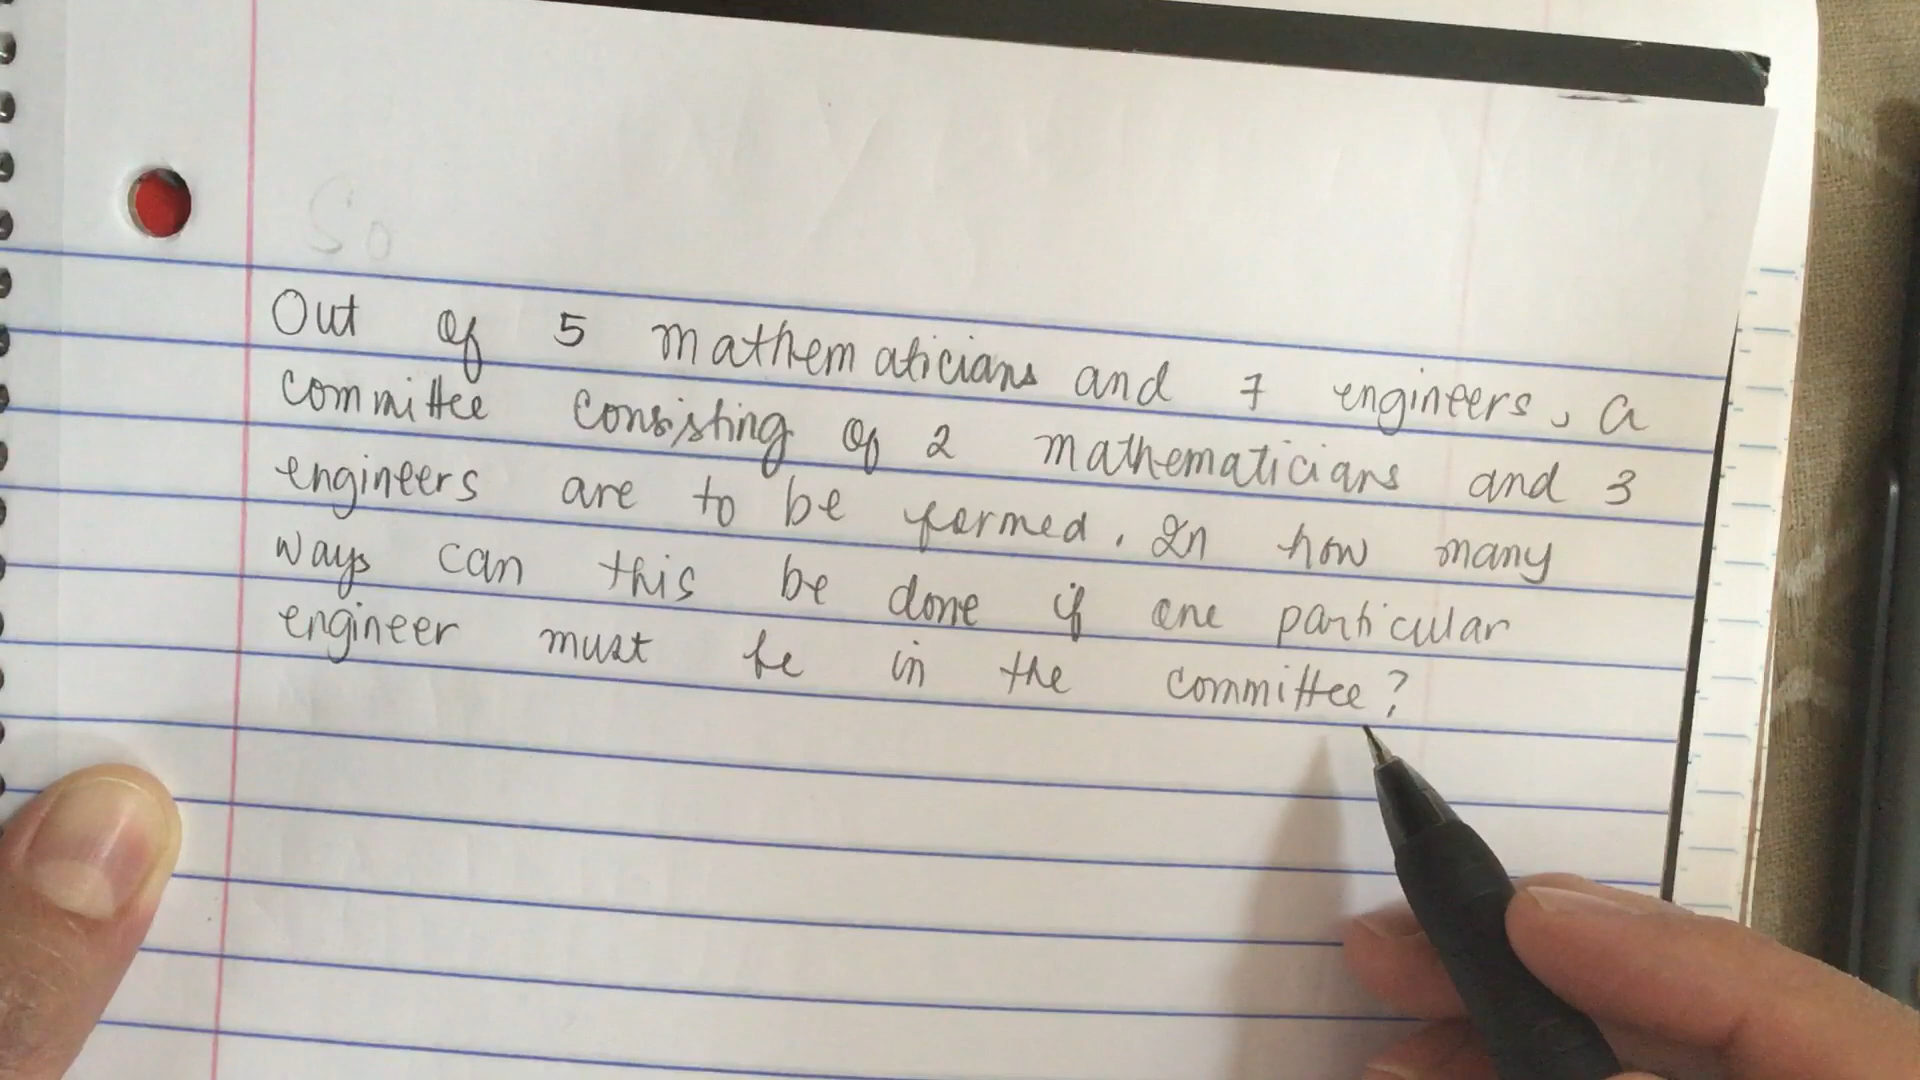 So
Out of 5 mathematicians and 7 engineers, a
committee consisting of 2 mathematicians and 3
engineers are to be formed. In how many
ways can this be done if one particular
engineer must be in the committee?